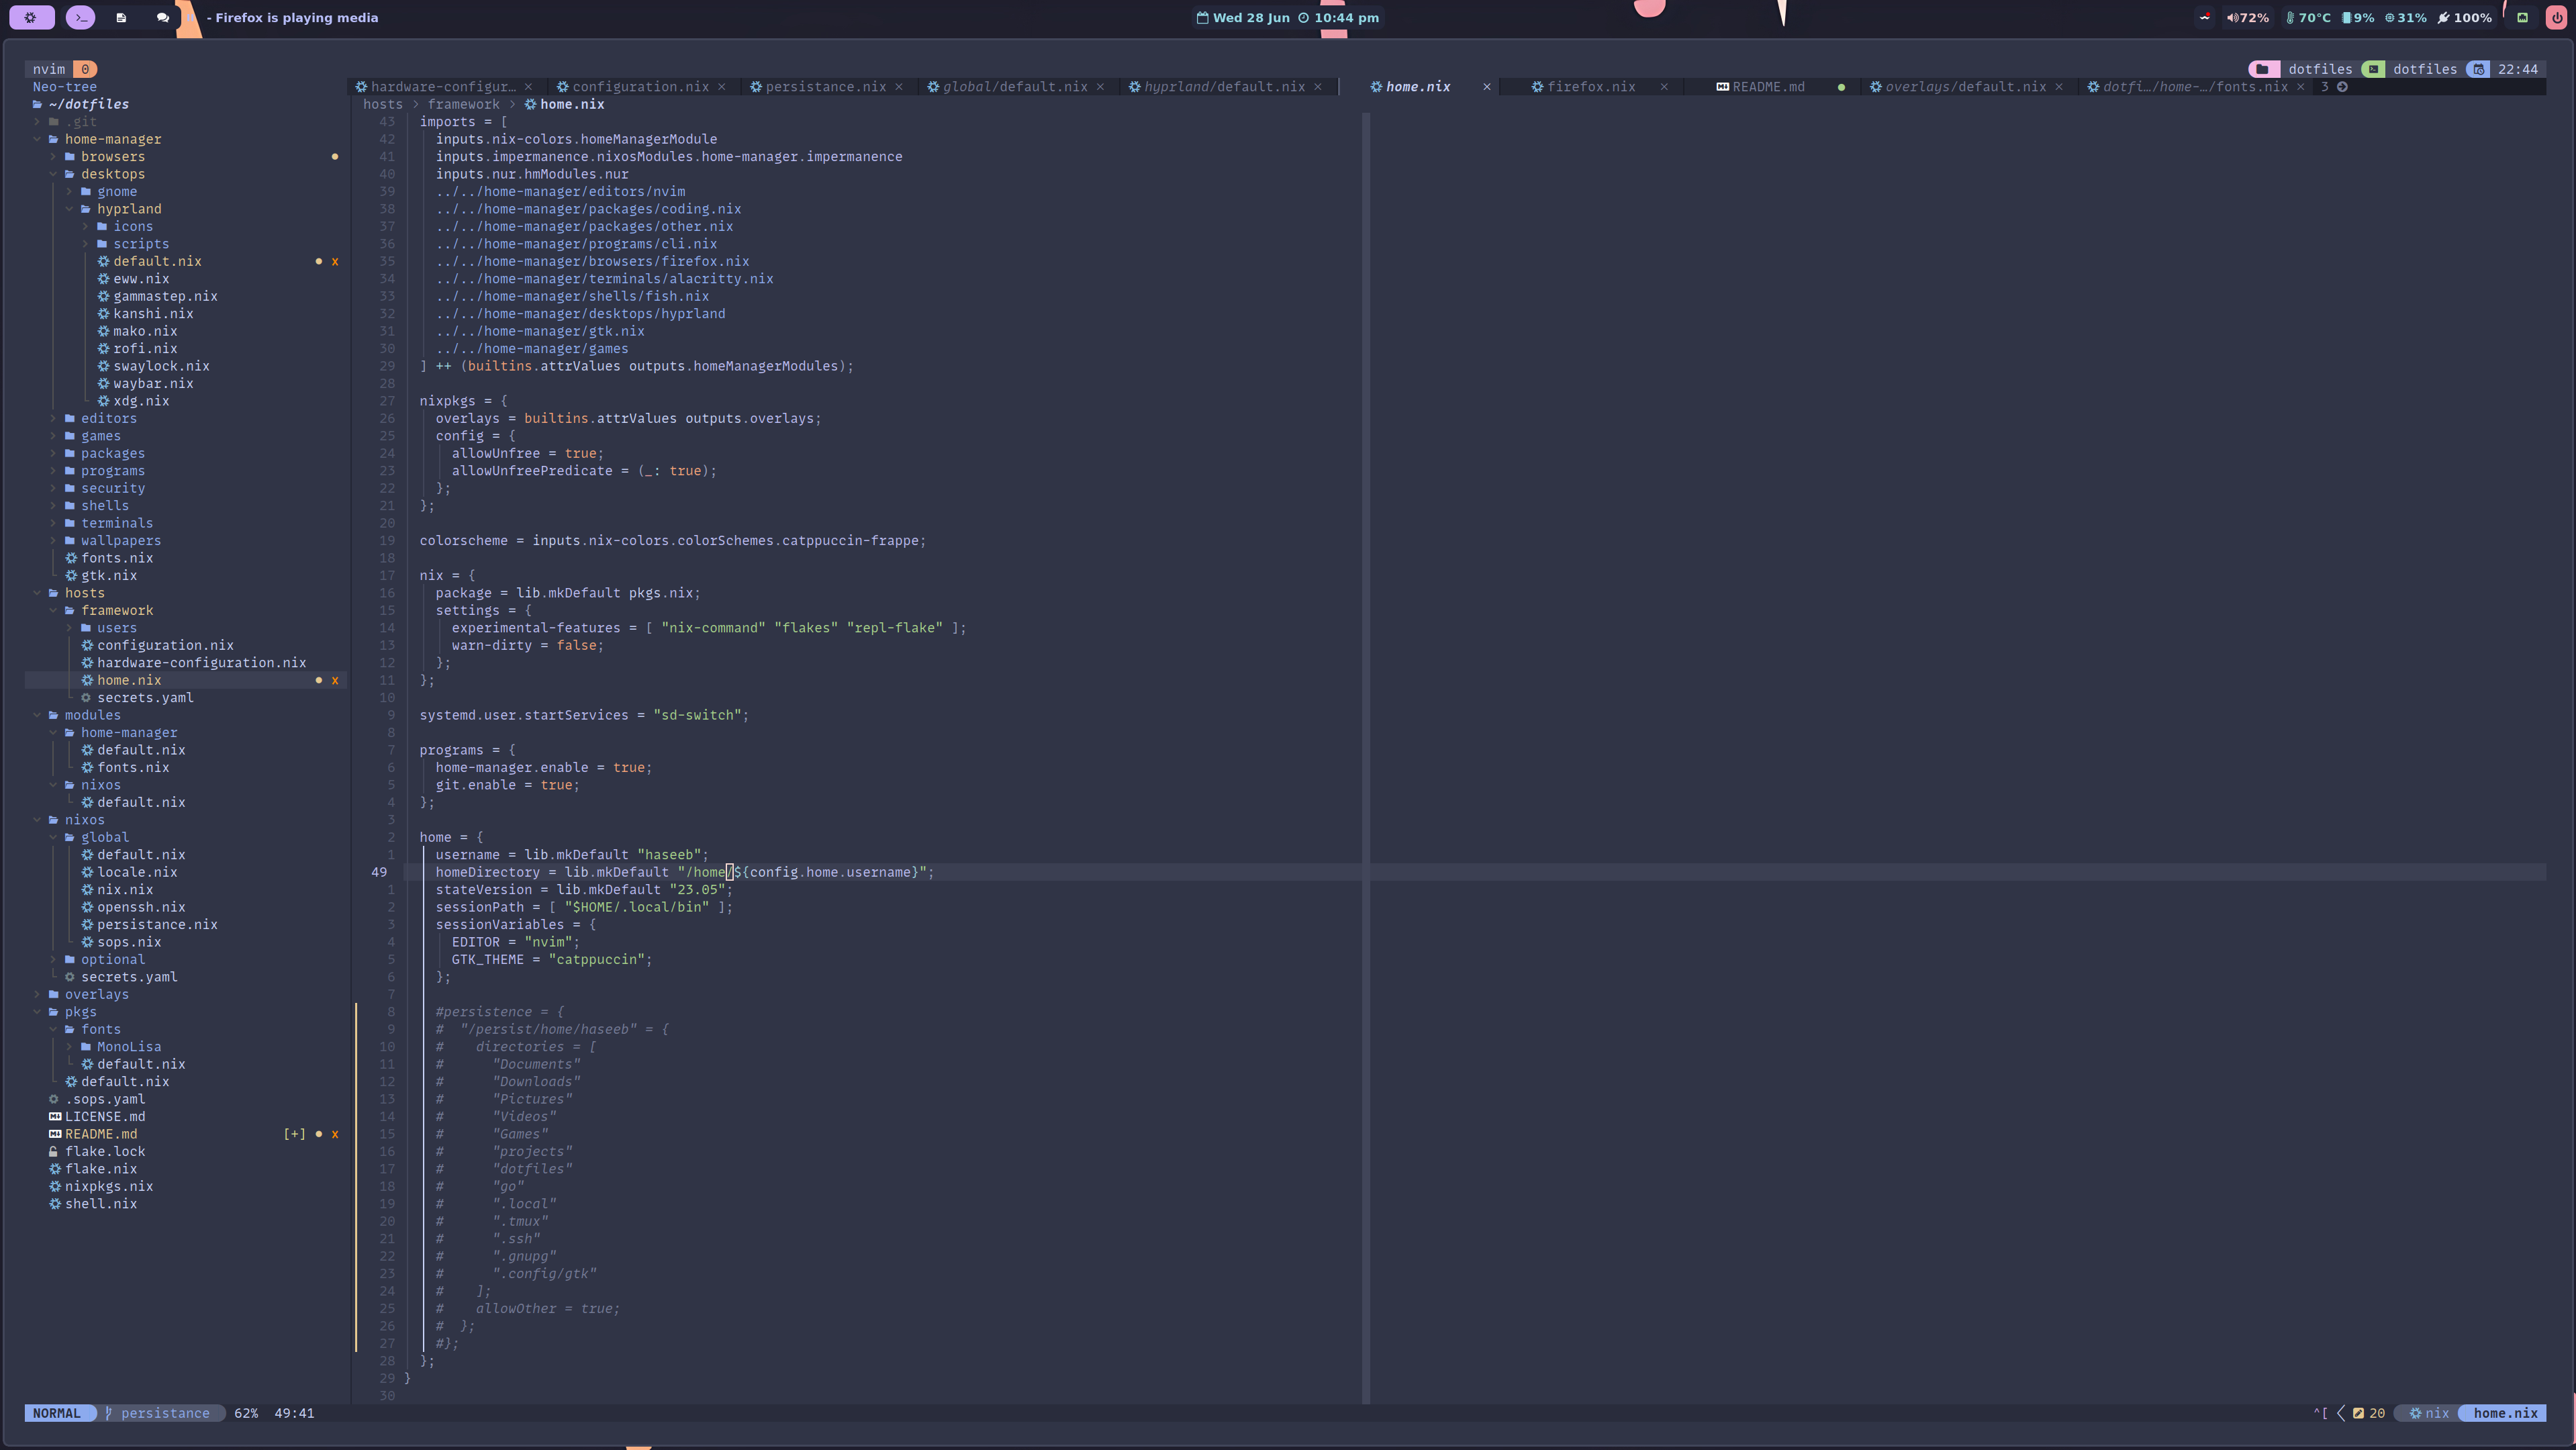 - Firefox is playing media
Wed 28 Jun 10:44 pm
72% 70°C 9% 31% 100%
nvim 0
dotfiles dotfiles 22:44
Neo-tree
hardware-configur… × configuration.nix × persistance.nix × global/default.nix × hyprland/default.nix × home.nix × firefox.nix × README.md ● overlays/default.nix × dotfi…/home-…/fonts.nix × 3
~/dotfiles
.git
home-manager
browsers
desktops
gnome
hyprland
icons
scripts
default.nix ● x
eww.nix
gammastep.nix
kanshi.nix
mako.nix
rofi.nix
swaylock.nix
waybar.nix
xdg.nix
editors
games
packages
programs
security
shells
terminals
wallpapers
fonts.nix
gtk.nix
hosts
framework
users
configuration.nix
hardware-configuration.nix
home.nix ● x
secrets.yaml
modules
home-manager
default.nix
fonts.nix
nixos
default.nix
nixos
global
default.nix
locale.nix
nix.nix
openssh.nix
persistance.nix
sops.nix
optional
secrets.yaml
overlays
pkgs
fonts
MonoLisa
default.nix
default.nix
.sops.yaml
LICENSE.md
README.md [+] ● x
flake.lock
flake.nix
nixpkgs.nix
shell.nix
hosts > framework > home.nix
43 imports = [
42 inputs.nix-colors.homeManagerModule
41 inputs.impermanence.nixosModules.home-manager.impermanence
40 inputs.nur.hmModules.nur
39 ../../home-manager/editors/nvim
38 ../../home-manager/packages/coding.nix
37 ../../home-manager/packages/other.nix
36 ../../home-manager/programs/cli.nix
35 ../../home-manager/browsers/firefox.nix
34 ../../home-manager/terminals/alacritty.nix
33 ../../home-manager/shells/fish.nix
32 ../../home-manager/desktops/hyprland
31 ../../home-manager/gtk.nix
30 ../../home-manager/games
29 ] ++ (builtins.attrValues outputs.homeManagerModules);
28
27 nixpkgs = {
26 overlays = builtins.attrValues outputs.overlays;
25 config = {
24 allowUnfree = true;
23 allowUnfreePredicate = (_: true);
22 };
21 };
20
19 colorscheme = inputs.nix-colors.colorSchemes.catppuccin-frappe;
18
17 nix = {
16 package = lib.mkDefault pkgs.nix;
15 settings = {
14 experimental-features = [ "nix-command" "flakes" "repl-flake" ];
13 warn-dirty = false;
12 };
11 };
10
9 systemd.user.startServices = "sd-switch";
8
7 programs = {
6 home-manager.enable = true;
5 git.enable = true;
4 };
3
2 home = {
1 username = lib.mkDefault "haseeb";
49 homeDirectory = lib.mkDefault "/home/${config.home.username}";
1 stateVersion = lib.mkDefault "23.05";
2 sessionPath = [ "$HOME/.local/bin" ];
3 sessionVariables = {
4 EDITOR = "nvim";
5 GTK_THEME = "catppuccin";
6 };
7
8 #persistence = {
9 # "/persist/home/haseeb" = {
10 # directories = [
11 # "Documents"
12 # "Downloads"
13 # "Pictures"
14 # "Videos"
15 # "Games"
16 # "projects"
17 # "dotfiles"
18 # "go"
19 # ".local"
20 # ".tmux"
21 # ".ssh"
22 # ".gnupg"
23 # ".config/gtk"
24 # ];
25 # allowOther = true;
26 # };
27 #};
28 };
29 }
30
NORMAL persistance 62% 49:41
^[ 20 nix home.nix